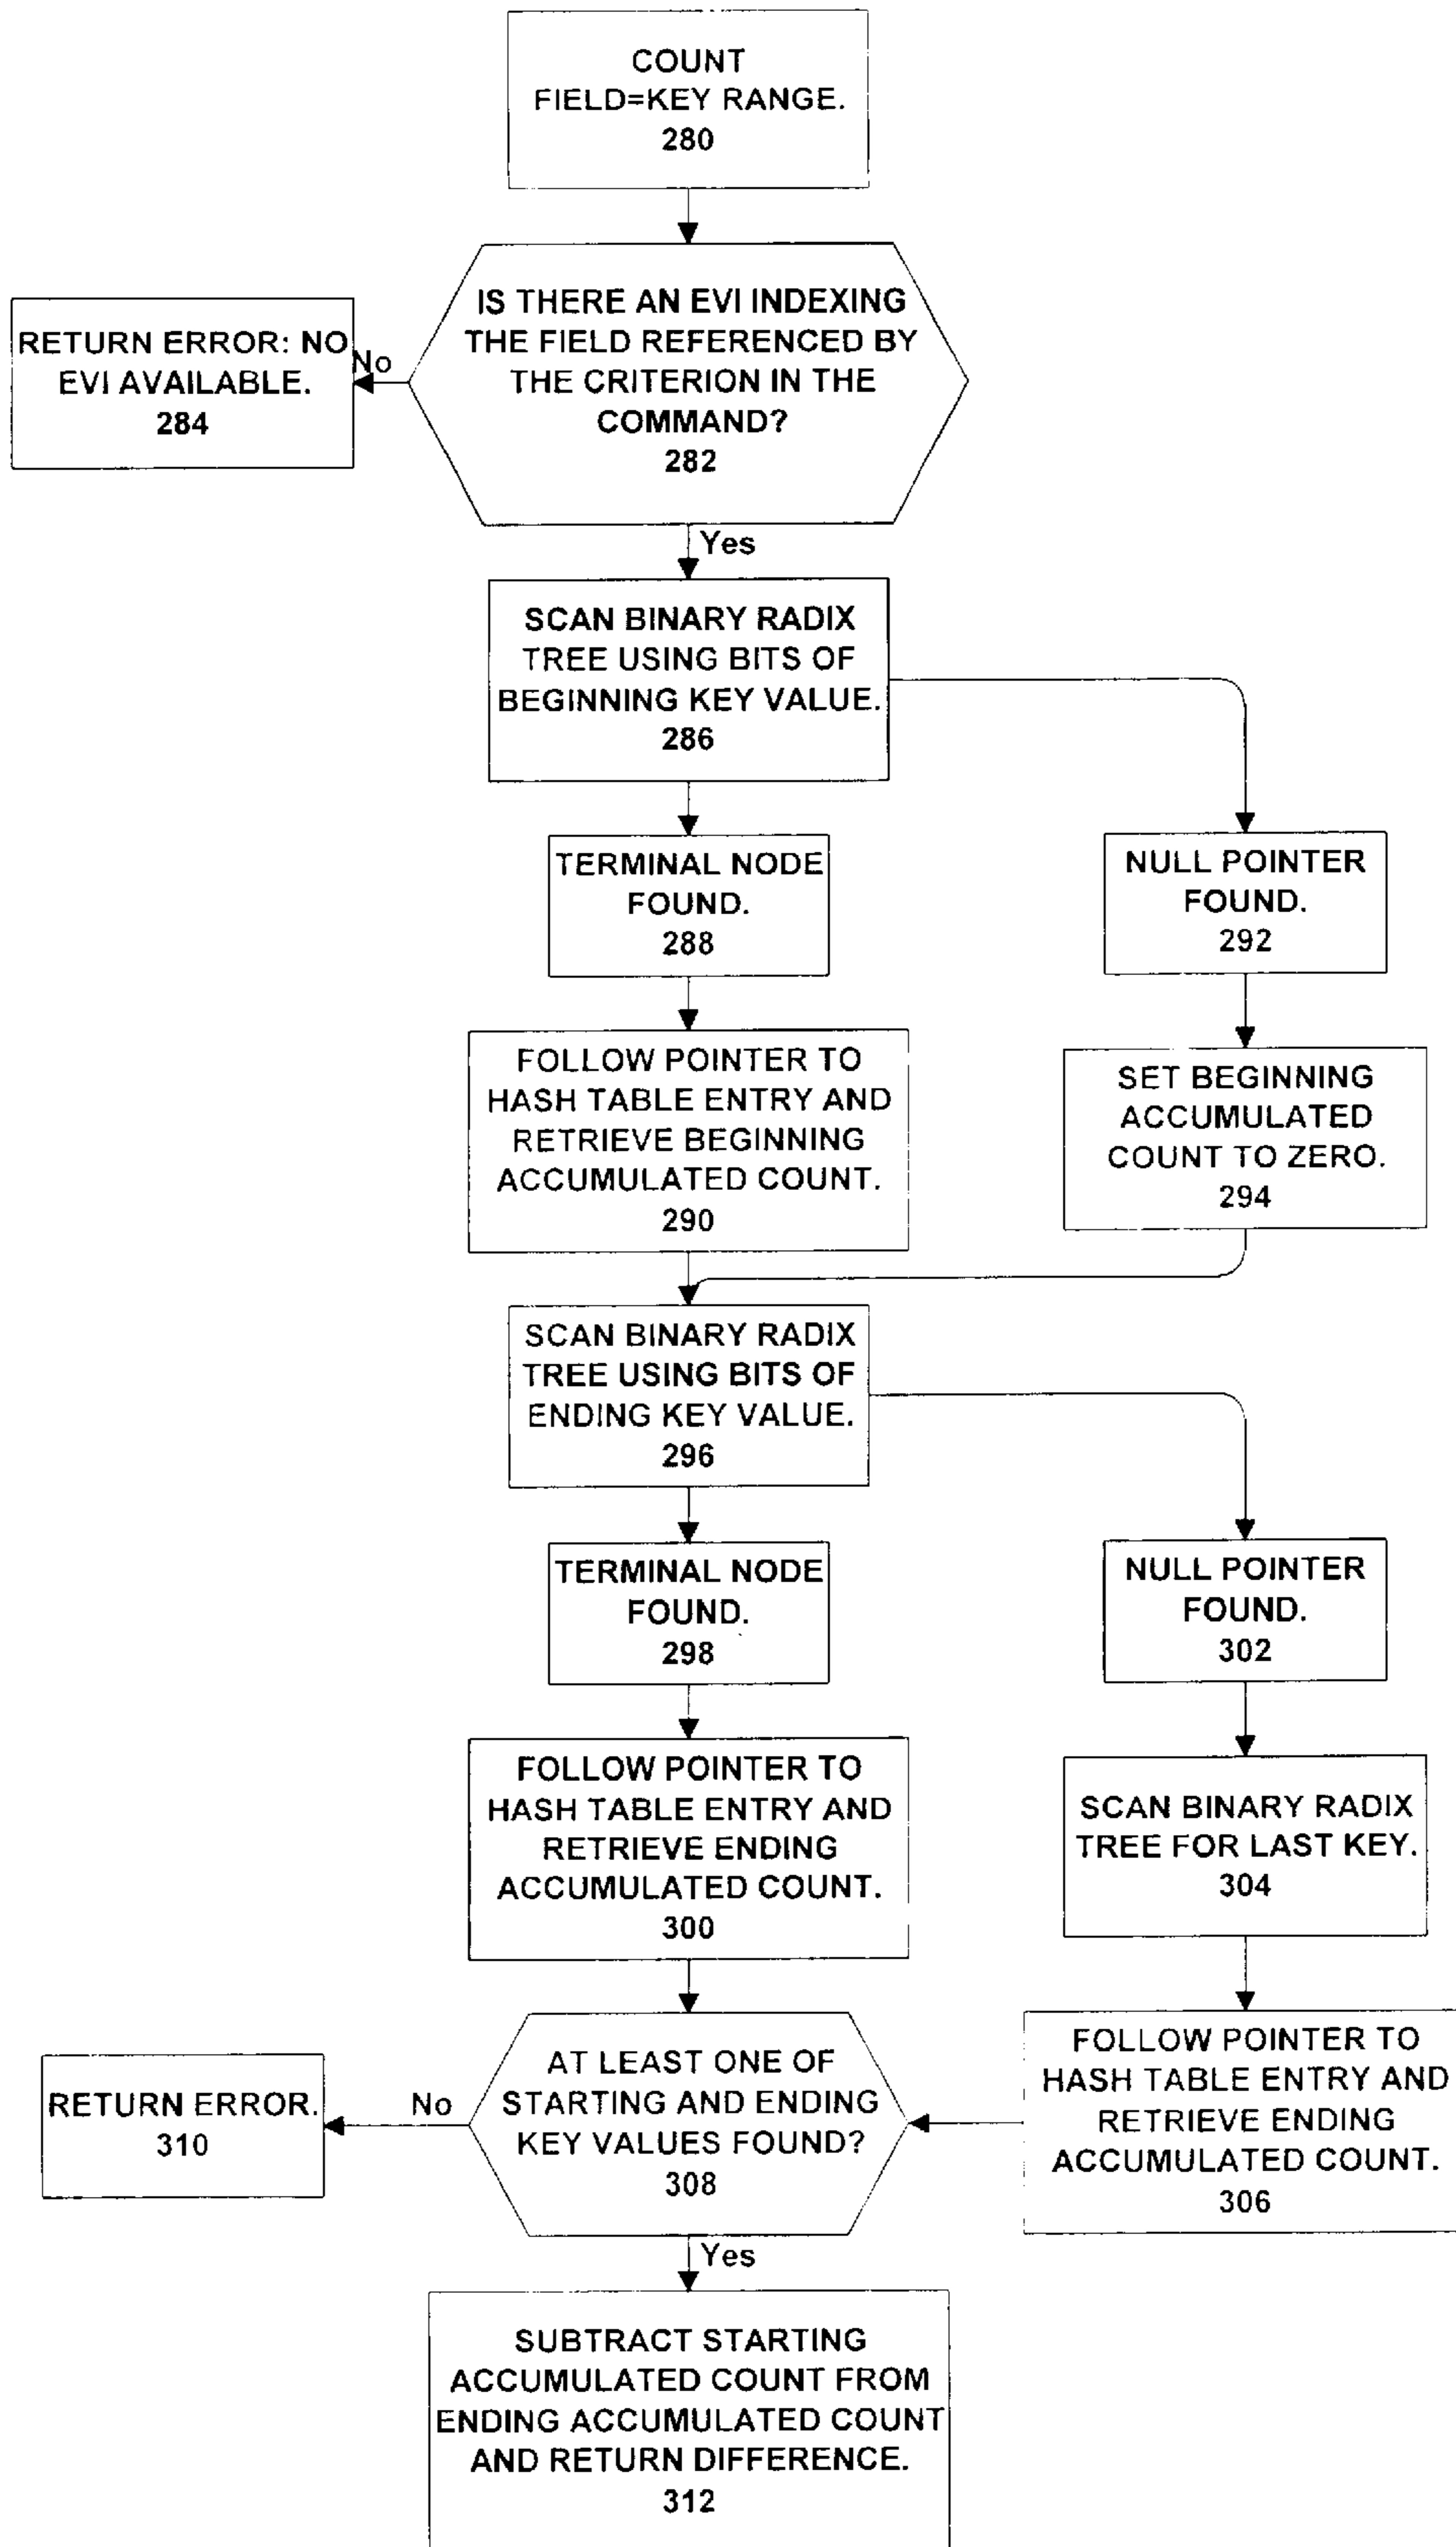 COUNT
FIELD=KEY RANGE.
280
IS THERE AN EVI INDEXING
THE FIELD REFERENCED BY
THE CRITERION IN THE
COMMAND?
282
No
RETURN ERROR: NO
EVI AVAILABLE.
284
Yes
SCAN BINARY RADIX
TREE USING BITS OF
BEGINNING KEY VALUE.
286
TERMINAL NODE
FOUND.
288
NULL POINTER
FOUND.
292
FOLLOW POINTER TO
HASH TABLE ENTRY AND
RETRIEVE BEGINNING
ACCUMULATED COUNT.
290
SET BEGINNING
ACCUMULATED
COUNT TO ZERO.
294
SCAN BINARY RADIX
TREE USING BITS OF
ENDING KEY VALUE.
296
TERMINAL NODE
FOUND.
298
NULL POINTER
FOUND.
302
FOLLOW POINTER TO
HASH TABLE ENTRY AND
RETRIEVE ENDING
ACCUMULATED COUNT.
300
SCAN BINARY RADIX
TREE FOR LAST KEY.
304
FOLLOW POINTER TO
HASH TABLE ENTRY AND
RETRIEVE ENDING
ACCUMULATED COUNT.
306
AT LEAST ONE OF
STARTING AND ENDING
KEY VALUES FOUND?
308
No
RETURN ERROR.
310
Yes
SUBTRACT STARTING
ACCUMULATED COUNT FROM
ENDING ACCUMULATED COUNT
AND RETURN DIFFERENCE.
312